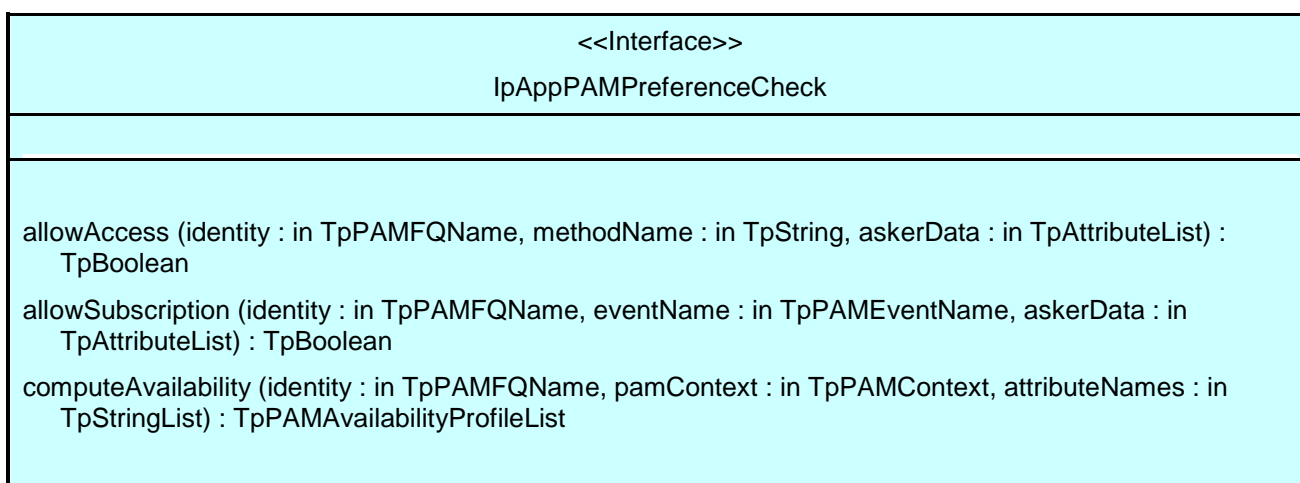 <<Interface>>
IpAppPAMPreferenceCheck
allowAccess (identity : in TpPAMFQName, methodName : in TpString, askerData : in TpAttributeList) :
TpBoolean
allowSubscription (identity : in TpPAMFQName, eventName : in TpPAMEventName, askerData : in
TpAttributeList) : TpBoolean
computeAvailability (identity : in TpPAMFQName, pamContext : in TpPAMContext, attributeNames : in
TpStringList) : TpPAMAvailabilityProfileList